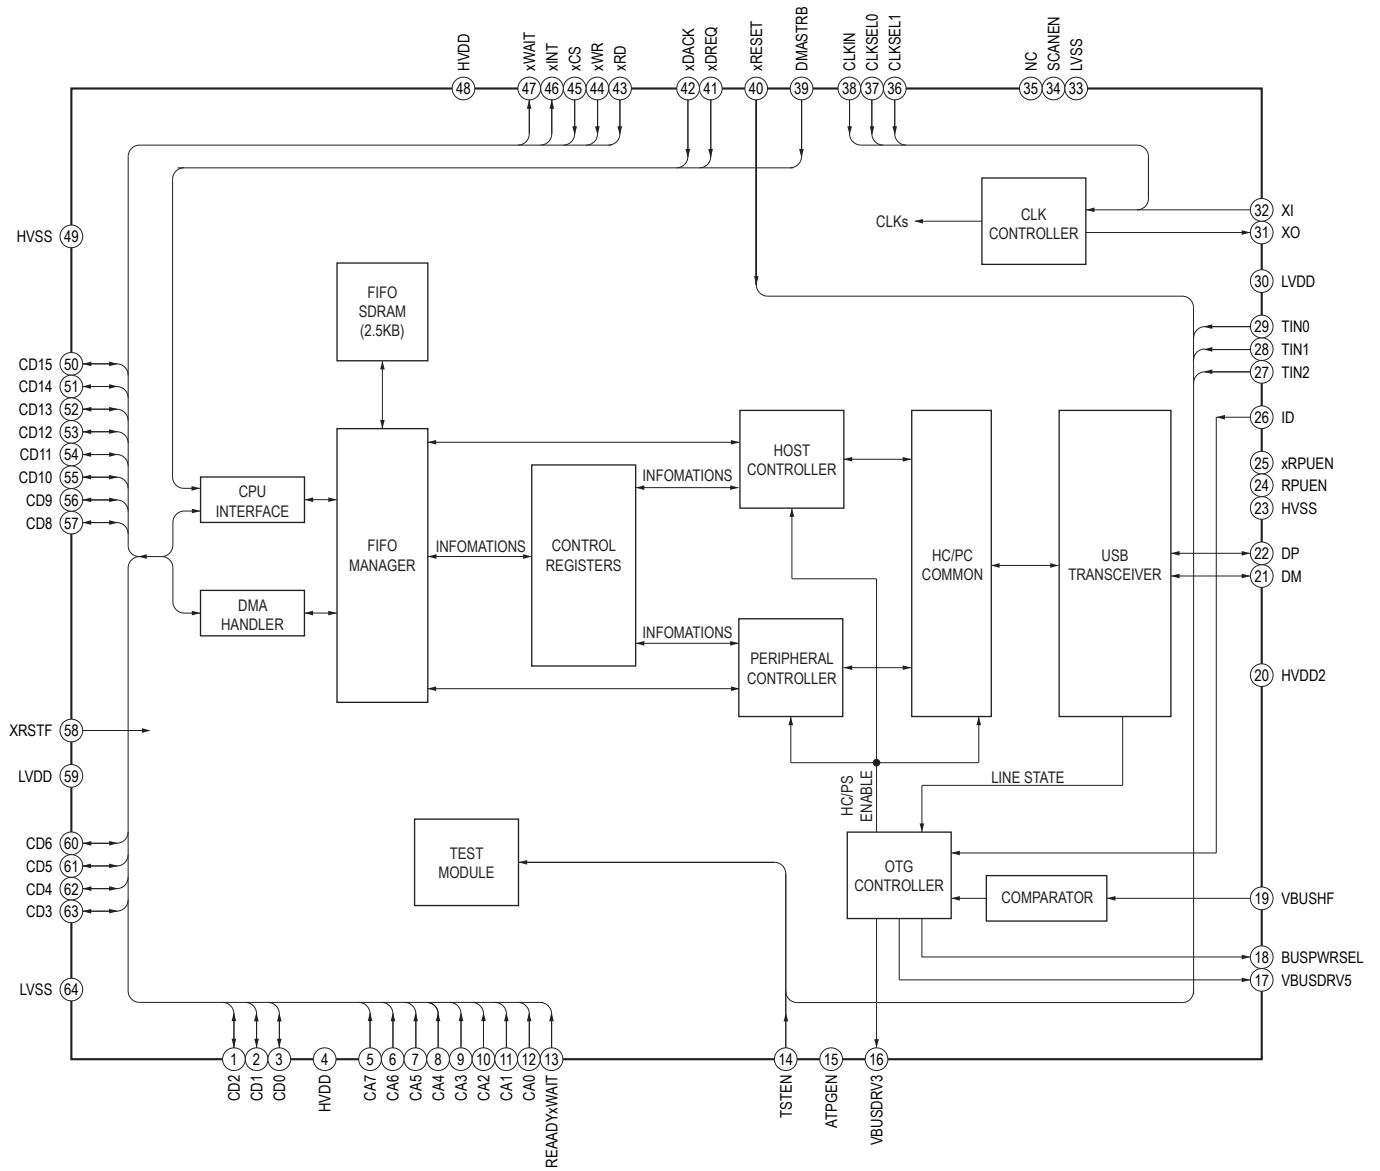 HVDD
xWAIT
xINT
xCS
xWR
xRD
xDACK
xDREQ
xRESET
DMASTRB
CLKIN
CLKSEL0
CLKSEL1
NC
SCANEN
LVSS
48
47
46
45
44
43
42
41
40
39
38
37
36
35
34
33
HVSS 49
CD15 50
CD14 51
CD13 52
CD12 53
CD11 54
CD10 55
CD9 56
CD8 57
XRSTF 58
LVDD 59
CD6 60
CD5 61
CD4 62
CD3 63
LVSS 64
CLKs
CLK
CONTROLLER
FIFO
SDRAM
(2.5KB)
CPU
INTERFACE
DMA
HANDLER
FIFO
MANAGER
INFOMATIONS
CONTROL
REGISTERS
INFOMATIONS
INFOMATIONS
HOST
CONTROLLER
PERIPHERAL
CONTROLLER
HC/PC
COMMON
USB
TRANSCEIVER
LINE STATE
HC/PS
ENABLE
TEST
MODULE
OTG
CONTROLLER
COMPARATOR
32 XI
31 XO
30 LVDD
29 TIN0
28 TIN1
27 TIN2
26 ID
25 xRPUEN
24 RPUEN
23 HVSS
22 DP
21 DM
20 HVDD2
19 VBUSHF
18 BUSPWRSEL
17 VBUSDRV5
1
2
3
4
5
6
7
8
9
10
11
12
13
14
15
16
CD2
CD1
CD0
HVDD
CA7
CA6
CA5
CA4
CA3
CA2
CA1
CA0
REAADYxWAIT
TSTEN
ATPGEN
VBUSDRV3